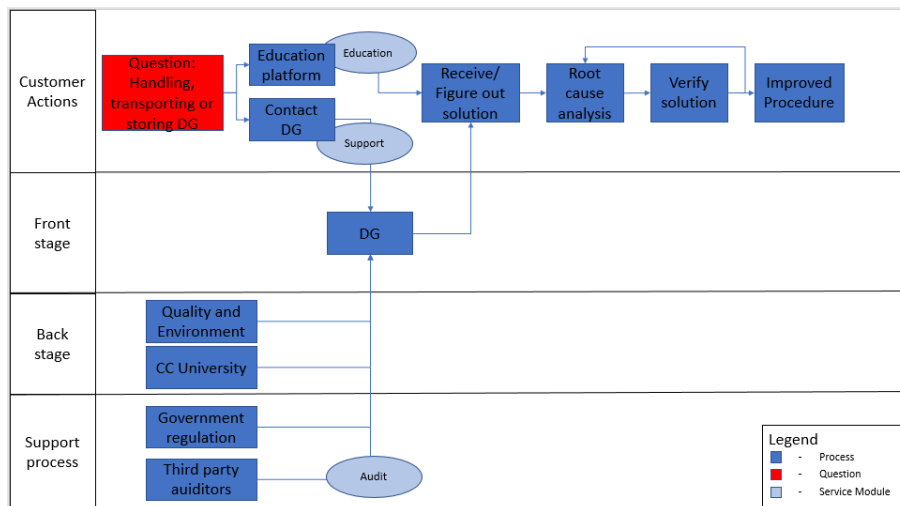 Customer
Actions
Question:
Handling,
transporting or
storing DG
Education
platform
Education
Contact
DG
Support
Receive/
Figure out
solution
Root
cause
analysis
Verify
solution
Improved
Procedure
Front
stage
DG
Back
stage
Quality and
Environment
CC University
Support
process
Government
regulation
Third party
auiditors
Audit
Legend
- Process
- Question
- Service Module